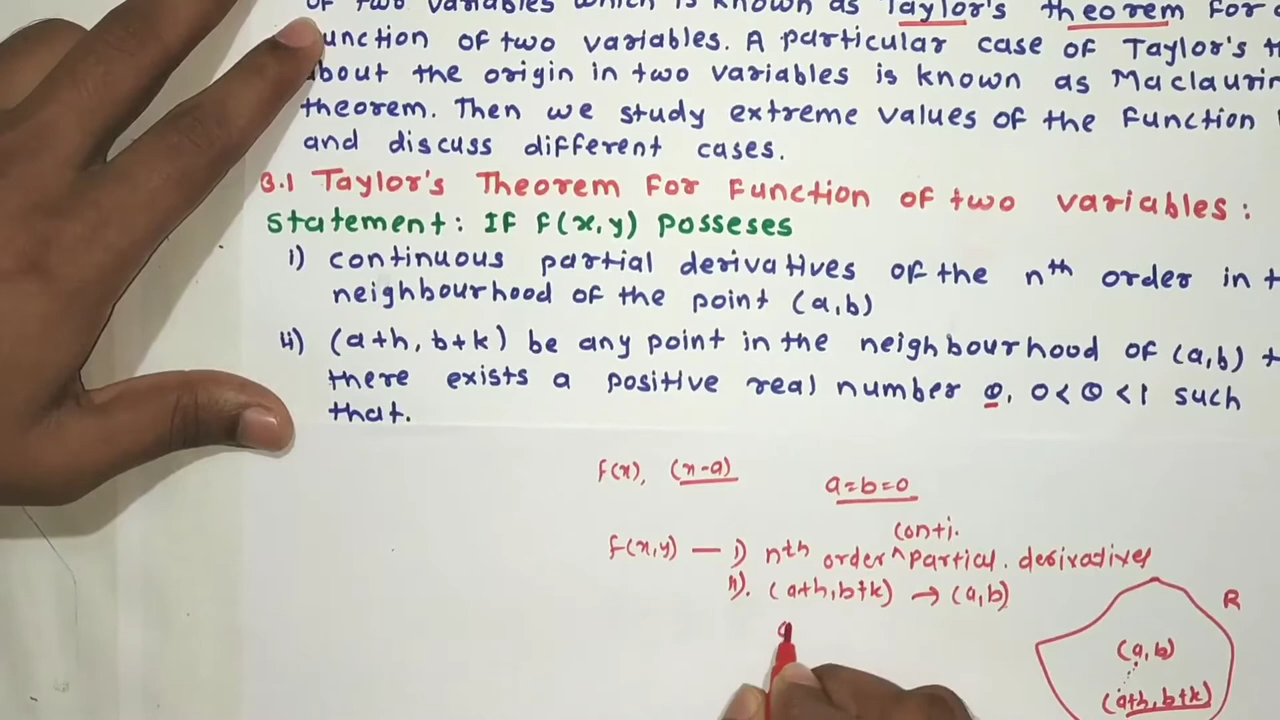 of two variables which is known as Taylor's theorem for
function of two variables. A particular case of Taylor's
about the origin in two variables is known as Maclaurin
theorem. Then we study extreme values of the function
and discuss different cases.
3.1 Taylor's Theorem For Function of two variables:
Statement: If f(x,y) Posseses
i) continuous partial derivatives of the nth order in
neighbourhood of the point (a,b)
ii) (a+h, b+k) be any point in the neighbourhood of (a,b)
there exists a positive real number θ, 0<θ<1 such
that.
f(x), (x-a)
a=b=0
conti.
f(x,y) — i) nth order ^ Partial. derivatives
ii). (a+h, b+k) → (a,b)
R
(a,b)
(a+h, b+k)